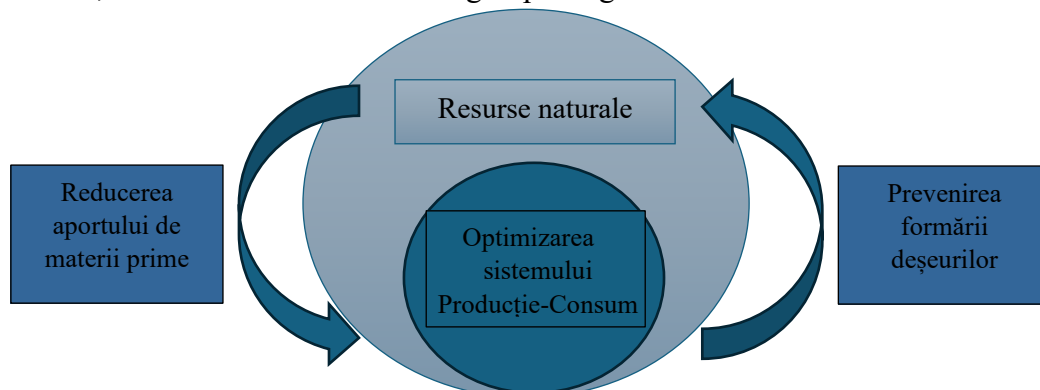 Resurse naturale
Reducerea
aportului de
materii prime
Optimizarea
sistemului
Producție-Consum
Prevenirea
formării
deșeurilor